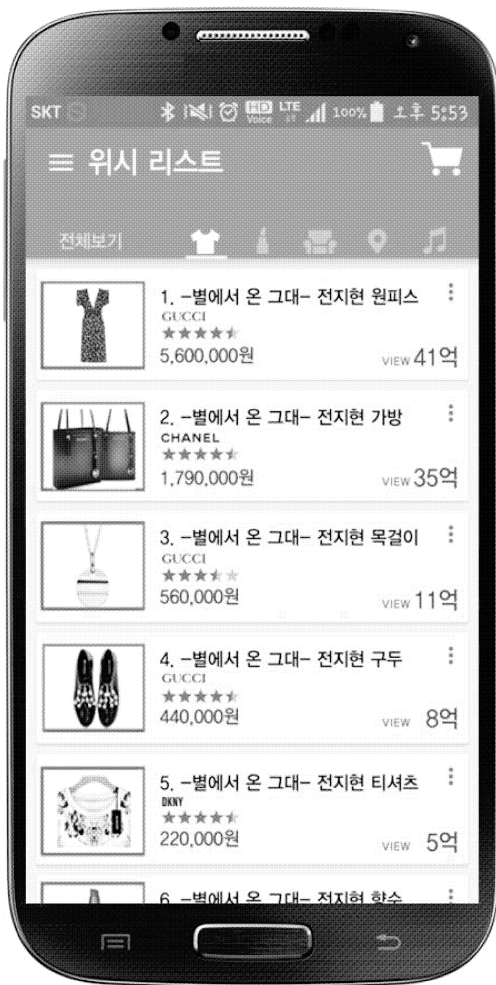 SKT HD Voice LTE 100% 오후 5:53
위시 리스트
전체보기
1. -별에서 온 그대- 전지현 원피스
GUCCI
5,600,000원 VIEW 41억
2. -별에서 온 그대- 전지현 가방
CHANEL
1,790,000원 VIEW 35억
3. -별에서 온 그대- 전지현 목걸이
GUCCI
560,000원 VIEW 11억
4. -별에서 온 그대- 전지현 구두
GUCCI
440,000원 VIEW 8억
5. -별에서 온 그대- 전지현 티셔츠
DKNY
220,000원 VIEW 5억
6. -별에서 온 그대- 전지현 향수